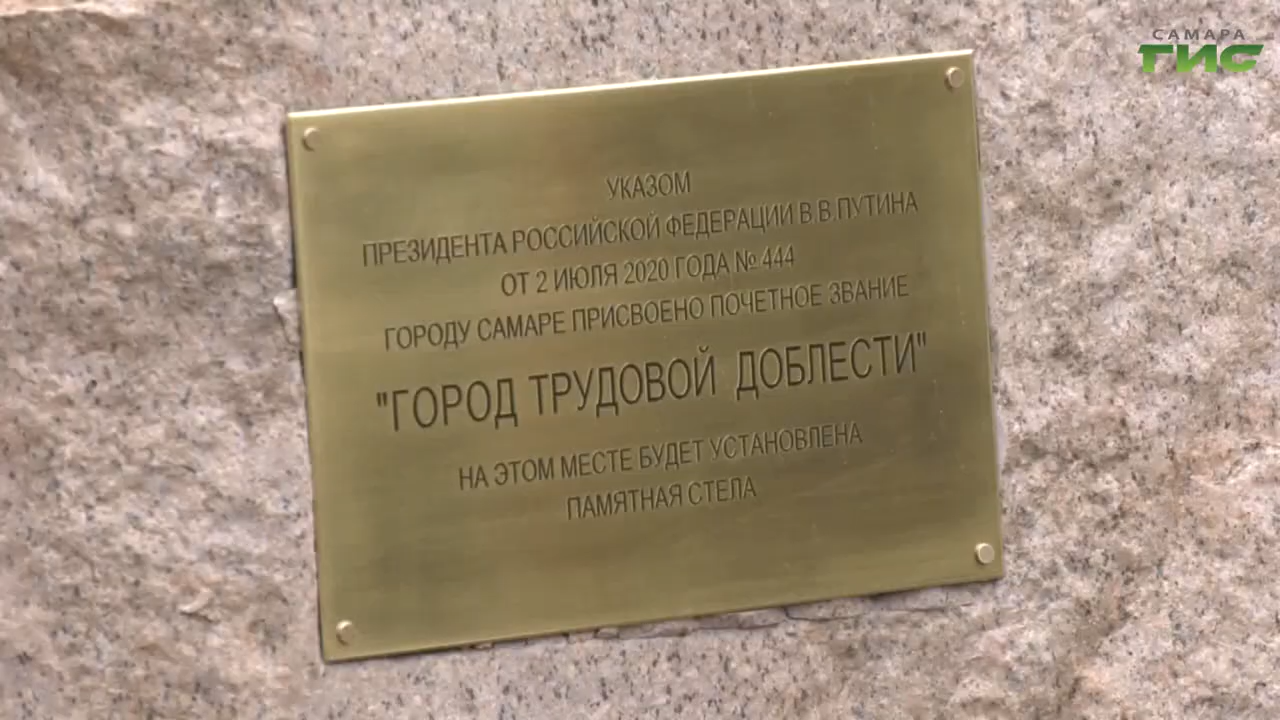 САМАРА
ГИС
УКАЗОМ
ПРЕЗИДЕНТА РОССИЙСКОЙ ФЕДЕРАЦИИ В.В.ПУТИНА
ОТ 2 ИЮЛЯ 2020 ГОДА № 444
ГОРОДУ САМАРЕ ПРИСВОЕНО ПОЧЕТНОЕ ЗВАНИЕ
"ГОРОД ТРУДОВОЙ ДОБЛЕСТИ"
НА ЭТОМ МЕСТЕ БУДЕТ УСТАНОВЛЕНА
ПАМЯТНАЯ СТЕЛА